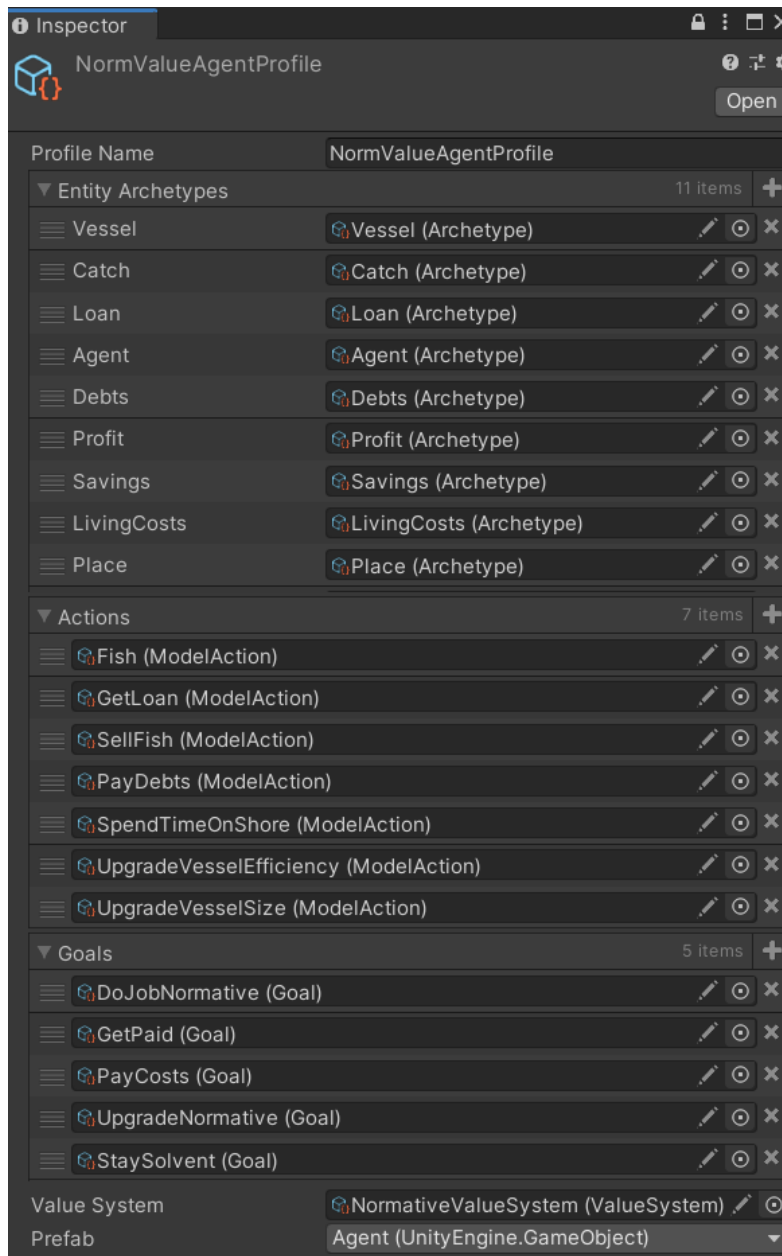 Inspector
NormValueAgentProfile
Open
Profile Name NormValueAgentProfile
Entity Archetypes 11 items
Vessel Vessel (Archetype)
Catch Catch (Archetype)
Loan Loan (Archetype)
Agent Agent (Archetype)
Debts Debts (Archetype)
Profit Profit (Archetype)
Savings Savings (Archetype)
LivingCosts LivingCosts (Archetype)
Place Place (Archetype)
Actions 7 items
Fish (ModelAction)
GetLoan (ModelAction)
SellFish (ModelAction)
PayDebts (ModelAction)
SpendTimeOnShore (ModelAction)
UpgradeVesselEfficiency (ModelAction)
UpgradeVesselSize (ModelAction)
Goals 5 items
DoJobNormative (Goal)
GetPaid (Goal)
PayCosts (Goal)
UpgradeNormative (Goal)
StaySolvent (Goal)
Value System NormativeValueSystem (ValueSystem)
Prefab Agent (UnityEngine.GameObject)